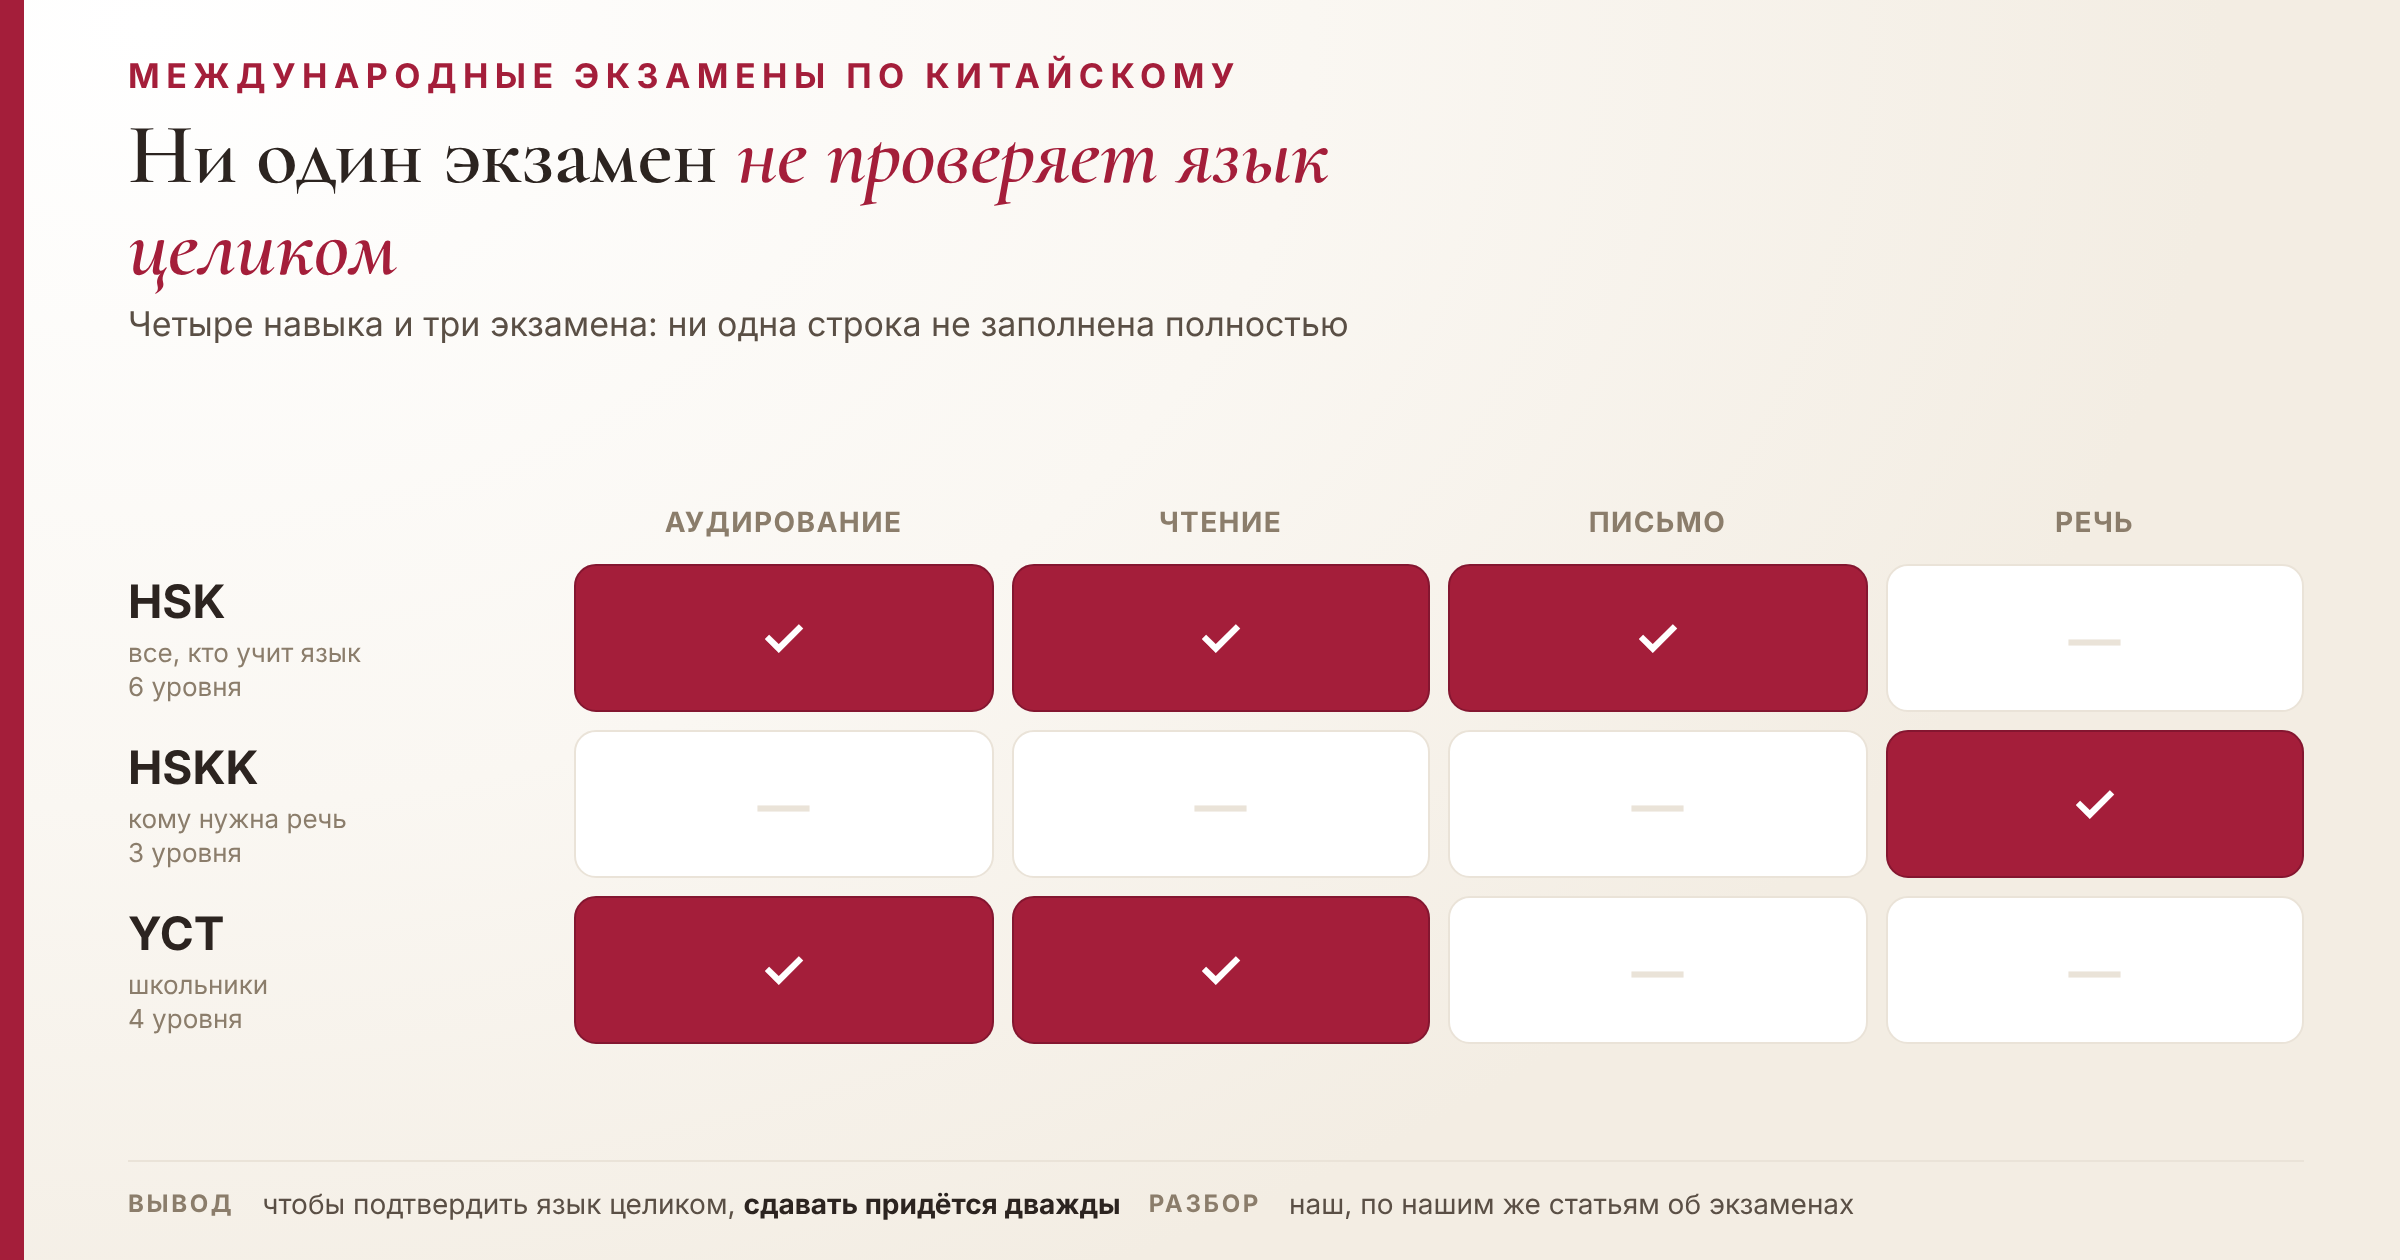 МЕЖДУНАРОДНЫЕ ЭКЗАМЕНЫ ПО КИТАЙСКОМУ
Ни один экзамен не проверяет язык
целиком
Четыре навыка и три экзамена: ни одна строка не заполнена полностью
АУДИРОВАНИЕ ЧТЕНИЕ ПИСЬМО РЕЧЬ
HSK
все, кто учит язык
6 уровня
HSKK
кому нужна речь
3 уровня
YCT
школьники
4 уровня
ВЫВОД чтобы подтвердить язык целиком, сдавать придётся дважды РАЗБОР наш, по нашим же статьям об экзаменах